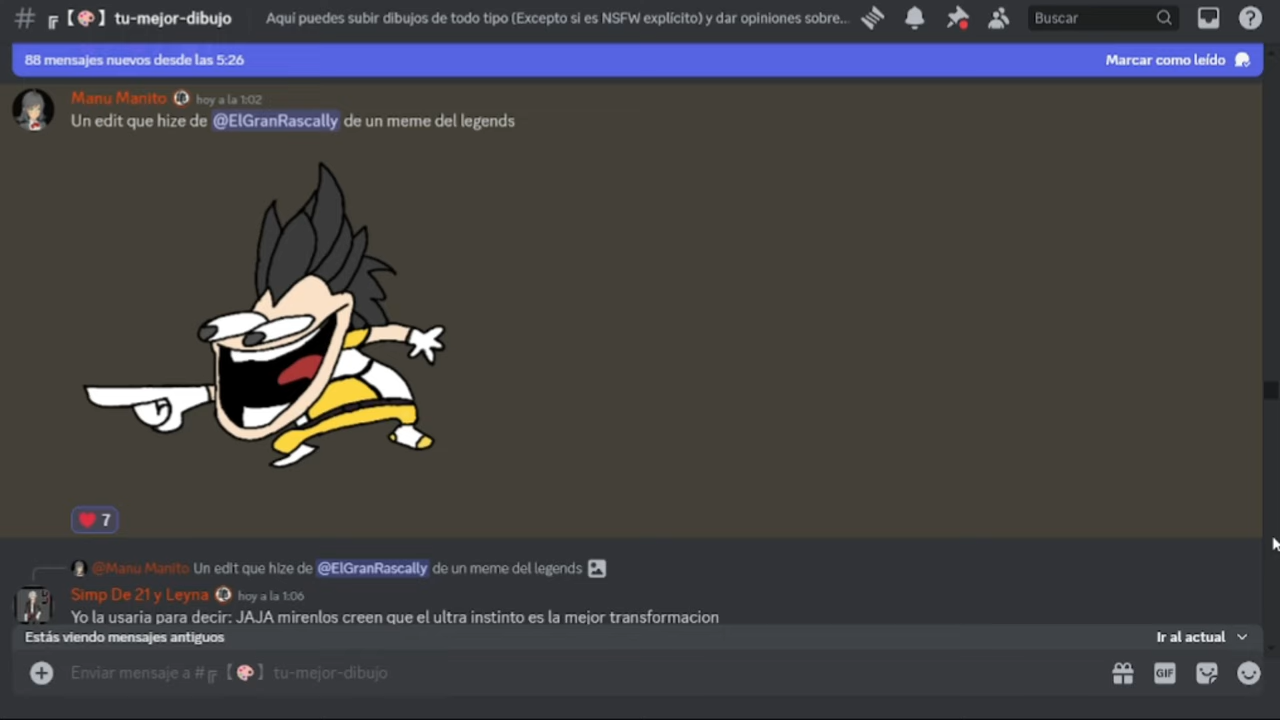 # ╔【🎨】tu-mejor-dibujo
Aquí puedes subir dibujos de todo tipo (Excepto si es NSFW explícito) y dar opiniones sobre...
Buscar
88 mensajes nuevos desde las 5:26
Marcar como leído
Manu Manito hoy a la 1:02
Un edit que hize de @ElGranRascally de un meme del legends
7
@Manu Manito Un edit que hize de @ElGranRascally de un meme del legends
Simp De 21 y Leyna hoy a la 1:06
Yo la usaria para decir: JAJA mirenlos creen que el ultra instinto es la mejor transformacion
Estás viendo mensajes antiguos
Ir al actual
Enviar mensaje a #╔【🎨】tu-mejor-dibujo
GIF